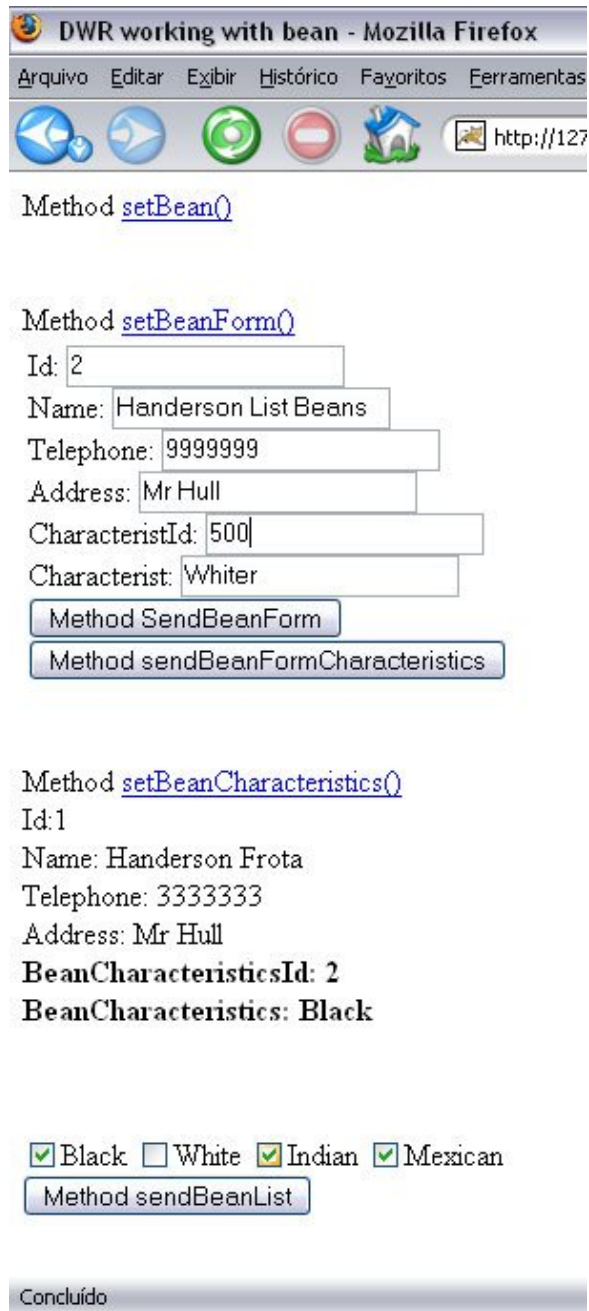 DWR working with bean - Mozilla Firefox
Arquivo Editar Exibir Histórico Favoritos Ferramentas
http://127
Method setBean()
Method setBeanForm()
Id: 2
Name: Handerson List Beans
Telephone: 9999999
Address: Mr Hull
CharacteristId: 500
Characterist: Whiter
Method SendBeanForm
Method sendBeanFormCharacteristics
Method setBeanCharacteristics()
Id:1
Name: Handerson Frota
Telephone: 3333333
Address: Mr Hull
BeanCharacteristicsId: 2
BeanCharacteristics: Black
Black White Indian Mexican
Method sendBeanList
Concluído